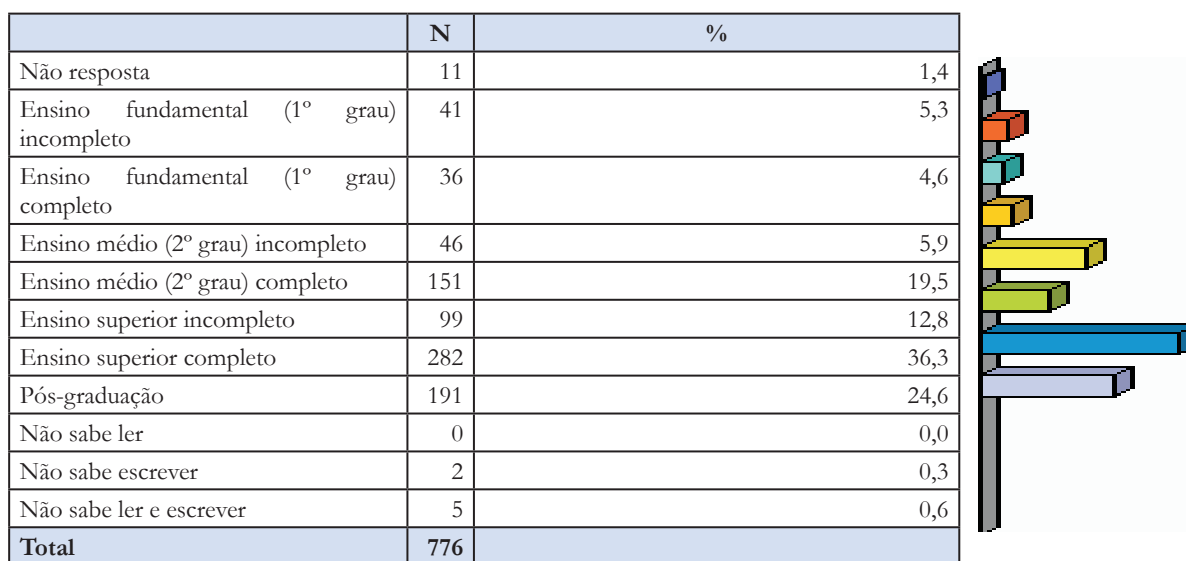 N %
Não resposta 11 1,4
Ensino fundamental (1º grau) 41 5,3
incompleto
Ensino fundamental (1º grau) 36 4,6
completo
Ensino médio (2º grau) incompleto 46 5,9
Ensino médio (2º grau) completo 151 19,5
Ensino superior incompleto 99 12,8
Ensino superior completo 282 36,3
Pós-graduação 191 24,6
Não sabe ler 0 0,0
Não sabe escrever 2 0,3
Não sabe ler e escrever 5 0,6
Total 776